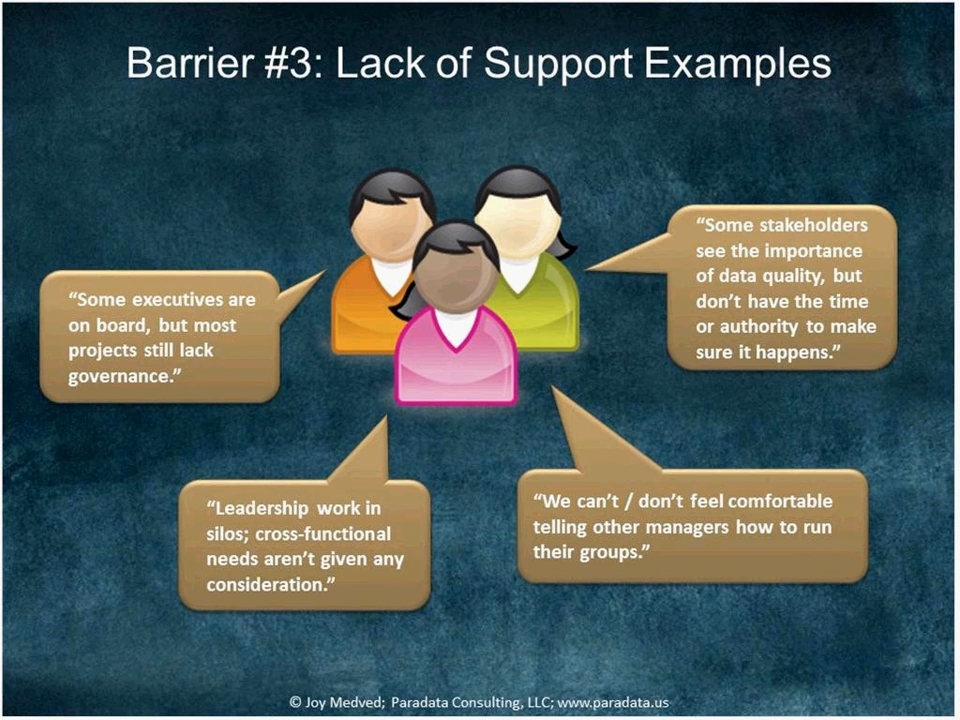 Barrier #3: Lack of Support Examples
“Some stakeholders
see the importance
of data quality, but
don’t have the time
or authority to make
sure it happens.”
“Some executives are
on board, but most
projects still lack
governance.”
“Leadership work in
silos; cross-functional
needs aren’t given any
consideration.”
“We can’t / don’t feel comfortable
telling other managers how to run
their groups.”
© Joy Medved; Paradata Consulting, LLC; www.paradata.us